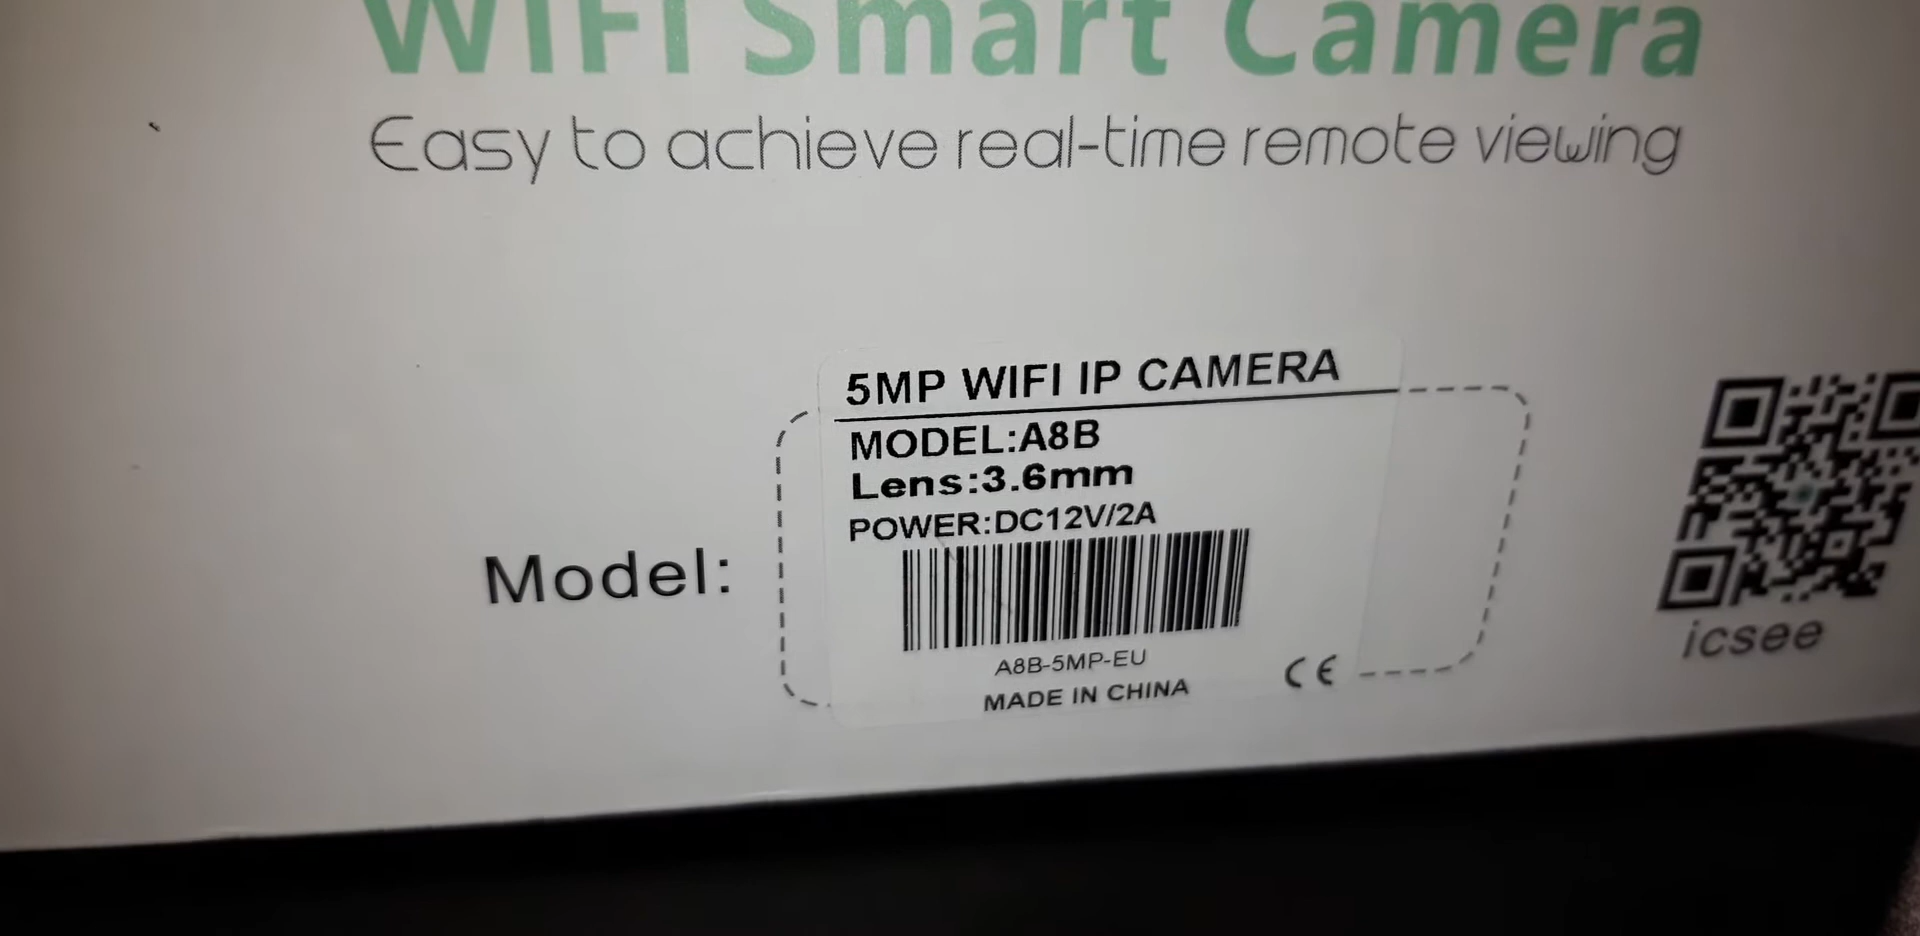 WIFI Smart Camera
Easy to achieve real-time remote viewing
5MP WIFI IP CAMERA
MODEL:A8B
Lens:3.6mm
POWER:DC12V/2A
Model:
A8B-5MP-EU
MADE IN CHINA
CE
icsee